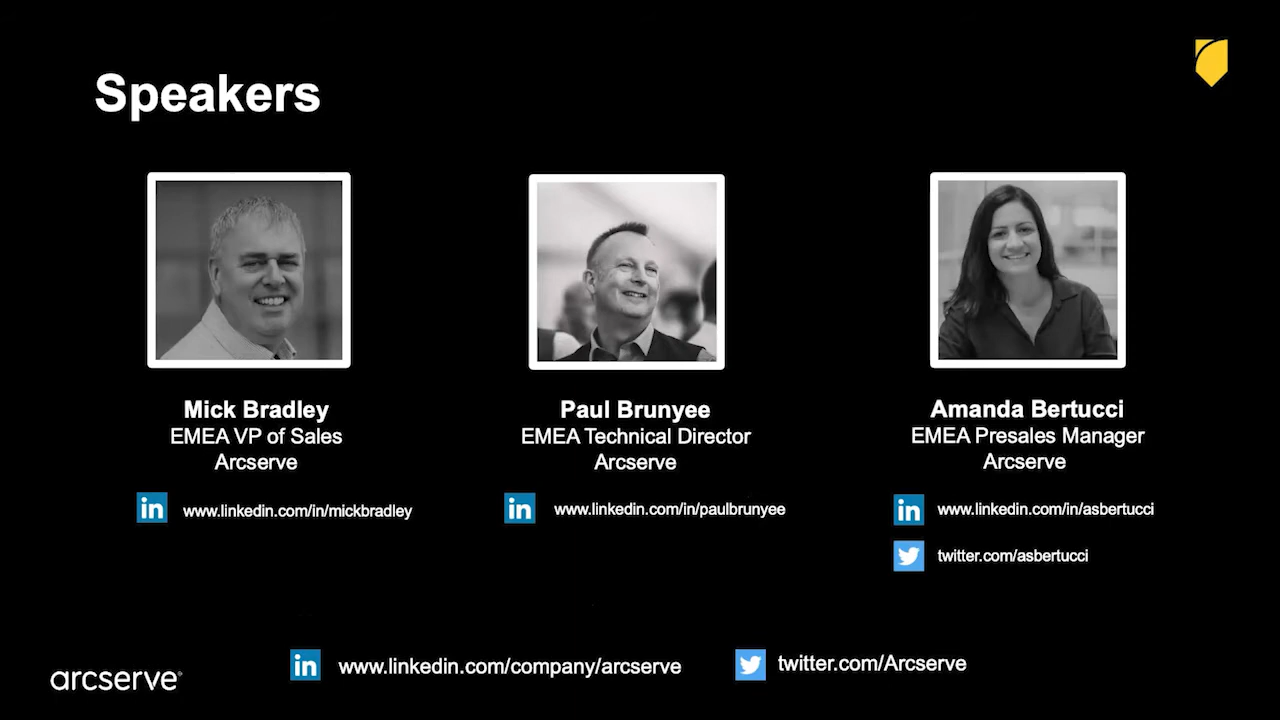 Speakers
Mick Bradley
EMEA VP of Sales
Arcserve
www.linkedin.com/in/mickbradley
Paul Brunyee
EMEA Technical Director
Arcserve
www.linkedin.com/in/paulbrunyee
Amanda Bertucci
EMEA Presales Manager
Arcserve
www.linkedin.com/in/asbertucci
twitter.com/asbertucci
arcserve®
www.linkedin.com/company/arcserve
twitter.com/Arcserve